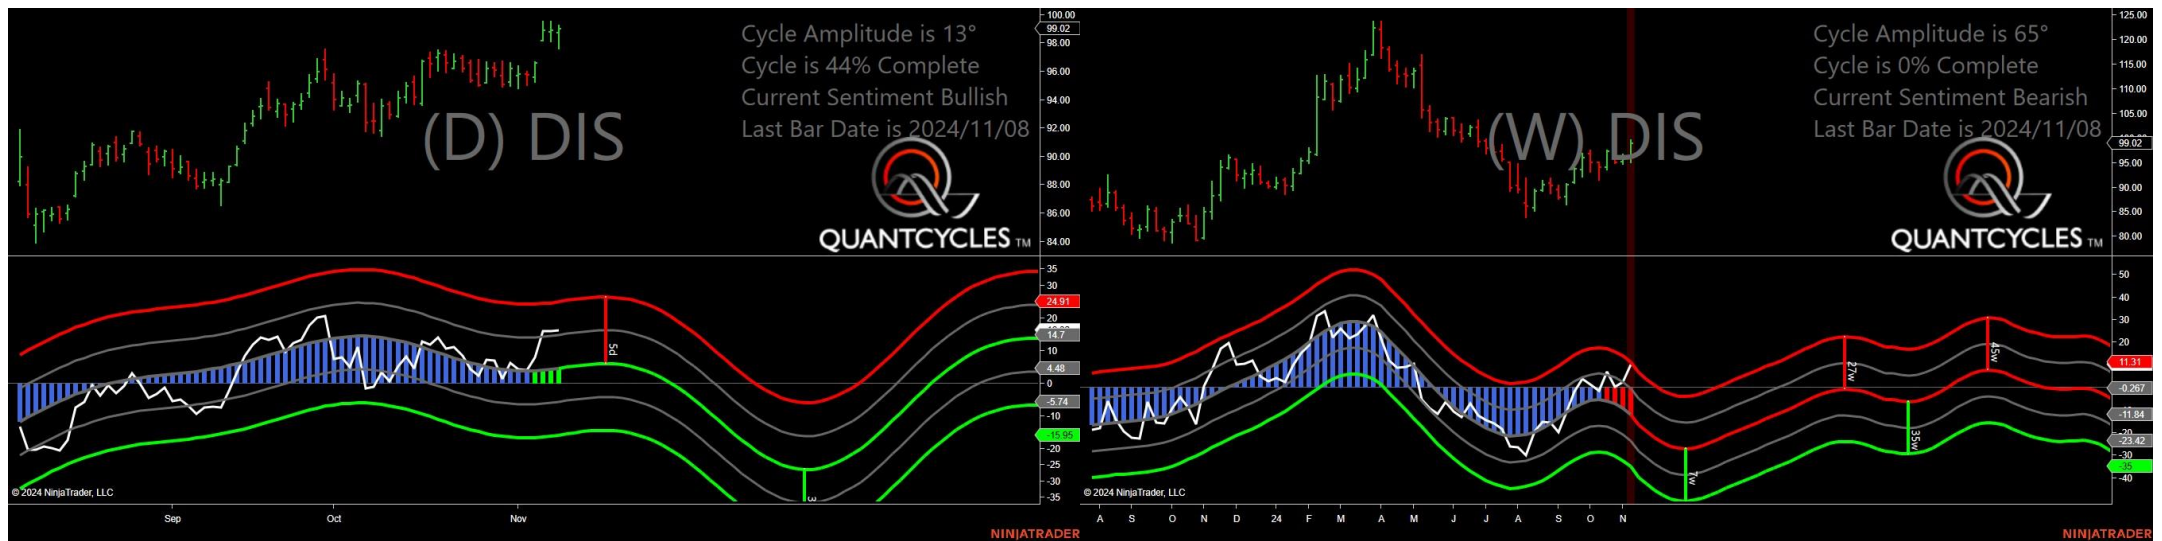 Cycle Amplitude is 13°
Cycle is 44% Complete
Current Sentiment Bullish
Last Bar Date is 2024/11/08
(D) DIS
QUANTCYCLES TM
100.00
99.02
98.00
96.00
94.00
92.00
90.00
88.00
86.00
84.00
35
30
24.91
20
14.7
10
4.48
0
-5.74
-10
-15.95
-20
-25
-30
-35
5d
3
© 2024 NinjaTrader, LLC
Sep
Oct
Nov
NINJATRADER
Cycle Amplitude is 65°
Cycle is 0% Complete
Current Sentiment Bearish
Last Bar Date is 2024/11/08
(W) DIS
QUANTCYCLES TM
125.00
120.00
115.00
110.00
105.00
99.02
95.00
90.00
85.00
80.00
50
40
30
20
11.31
-0.267
-11.84
-23.42
-30
-35
-40
27w
45w
35w
7w
© 2024 NinjaTrader, LLC
A S O N D 24 F M A M J J A S O N
NINJATRADER